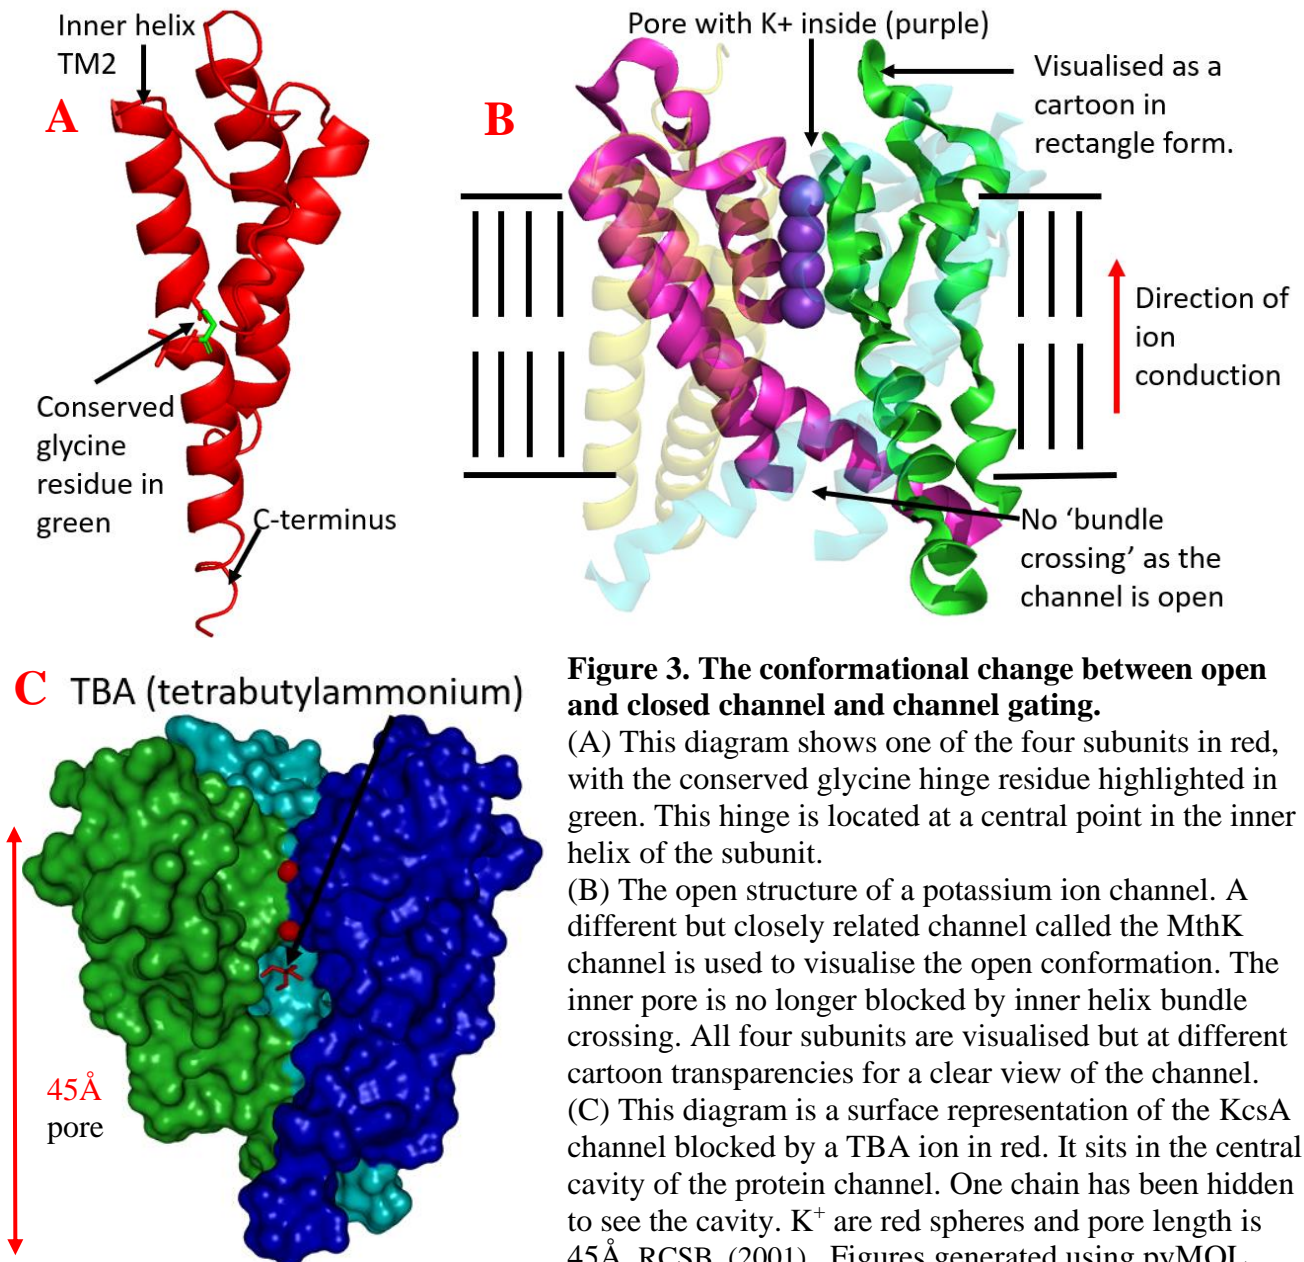 Inner helix
TM2
A
Conserved
glycine
residue in
green
C-terminus
Pore with K+ inside (purple)
B
Visualised as a
cartoon in
rectangle form.
Direction of
ion
conduction
No ‘bundle
crossing’ as the
channel is open
C TBA (tetrabutylammonium)
45Å
pore
Figure 3. The conformational change between open
and closed channel and channel gating.
(A) This diagram shows one of the four subunits in red,
with the conserved glycine hinge residue highlighted in
green. This hinge is located at a central point in the inner
helix of the subunit.
(B) The open structure of a potassium ion channel. A
different but closely related channel called the MthK
channel is used to visualise the open conformation. The
inner pore is no longer blocked by inner helix bundle
crossing. All four subunits are visualised but at different
cartoon transparencies for a clear view of the channel.
(C) This diagram is a surface representation of the KcsA
channel blocked by a TBA ion in red. It sits in the central
cavity of the protein channel. One chain has been hidden
to see the cavity. K⁺ are red spheres and pore length is
45Å. RCSB. (2001). Figures generated using pyMOL